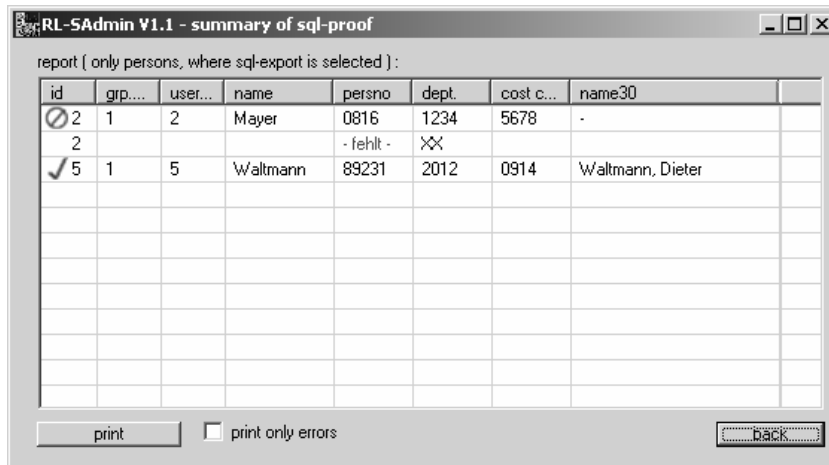 RL-SAdmin V1.1 - summary of sql-proof
report ( only persons, where sql-export is selected ) :
id grp.... user... name persno dept. cost c... name30
2 1 2 Mayer 0816 1234 5678 -
2 - fehlt - XX
5 1 5 Waltmann 89231 2012 0914 Waltmann, Dieter
print print only errors back